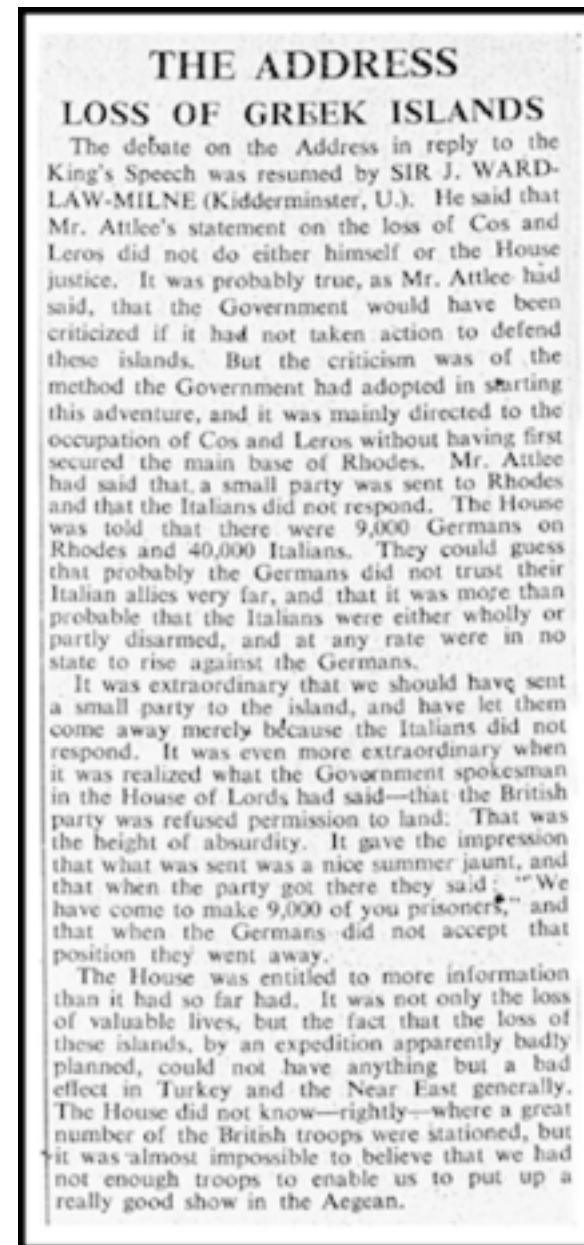 THE ADDRESS
LOSS OF GREEK ISLANDS
The debate on the Address in reply to the
King's Speech was resumed by SIR J. WARD-
LAW-MILNE (Kidderminster, U.). He said that
Mr. Attlee's statement on the loss of Cos and
Leros did not do either himself or the House
justice. It was probably true, as Mr. Attlee had
said, that the Government would have been
criticized if it had not taken action to defend
these islands. But the criticism was of the
method the Government had adopted in starting
this adventure, and it was mainly directed to the
occupation of Cos and Leros without having first
secured the main base of Rhodes. Mr. Attlee
had said that a small party was sent to Rhodes
and that the Italians did not respond. The House
was told that there were 9,000 Germans on
Rhodes and 40,000 Italians. They could guess
that probably the Germans did not trust their
Italian allies very far, and that it was more than
probable that the Italians were either wholly or
partly disarmed, and at any rate were in no
state to rise against the Germans.
It was extraordinary that we should have sent
a small party to the island, and have let them
come away merely because the Italians did not
respond. It was even more extraordinary when
it was realized what the Government spokesman
in the House of Lords had said—that the British
party was refused permission to land. That was
the height of absurdity. It gave the impression
that what was sent was a nice summer jaunt, and
that when the party got there they said: "We
have come to make 9,000 of you prisoners," and
that when the Germans did not accept that
position they went away.
The House was entitled to more information
than it had so far had. It was not only the loss
of valuable lives, but the fact that the loss of
these islands, by an expedition apparently badly
planned, could not have anything but a bad
effect in Turkey and the Near East generally.
The House did not know—rightly—where a great
number of the British troops were stationed, but
it was almost impossible to believe that we had
not enough troops to enable us to put up a
really good show in the Aegean.